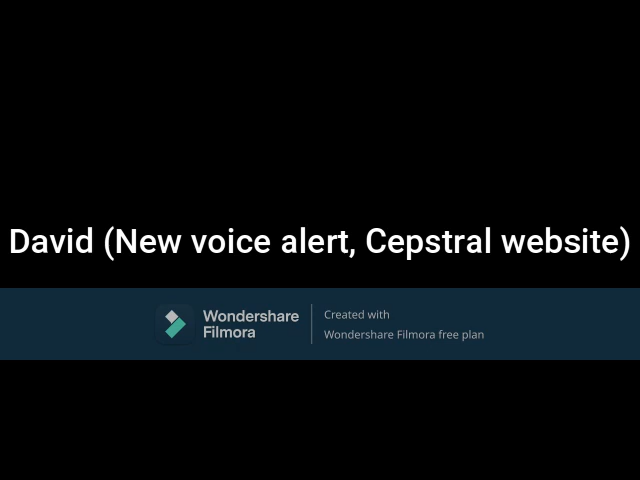 David (New voice alert, Cepstral website)
Wondershare
Filmora
Created with
Wondershare Filmora free plan